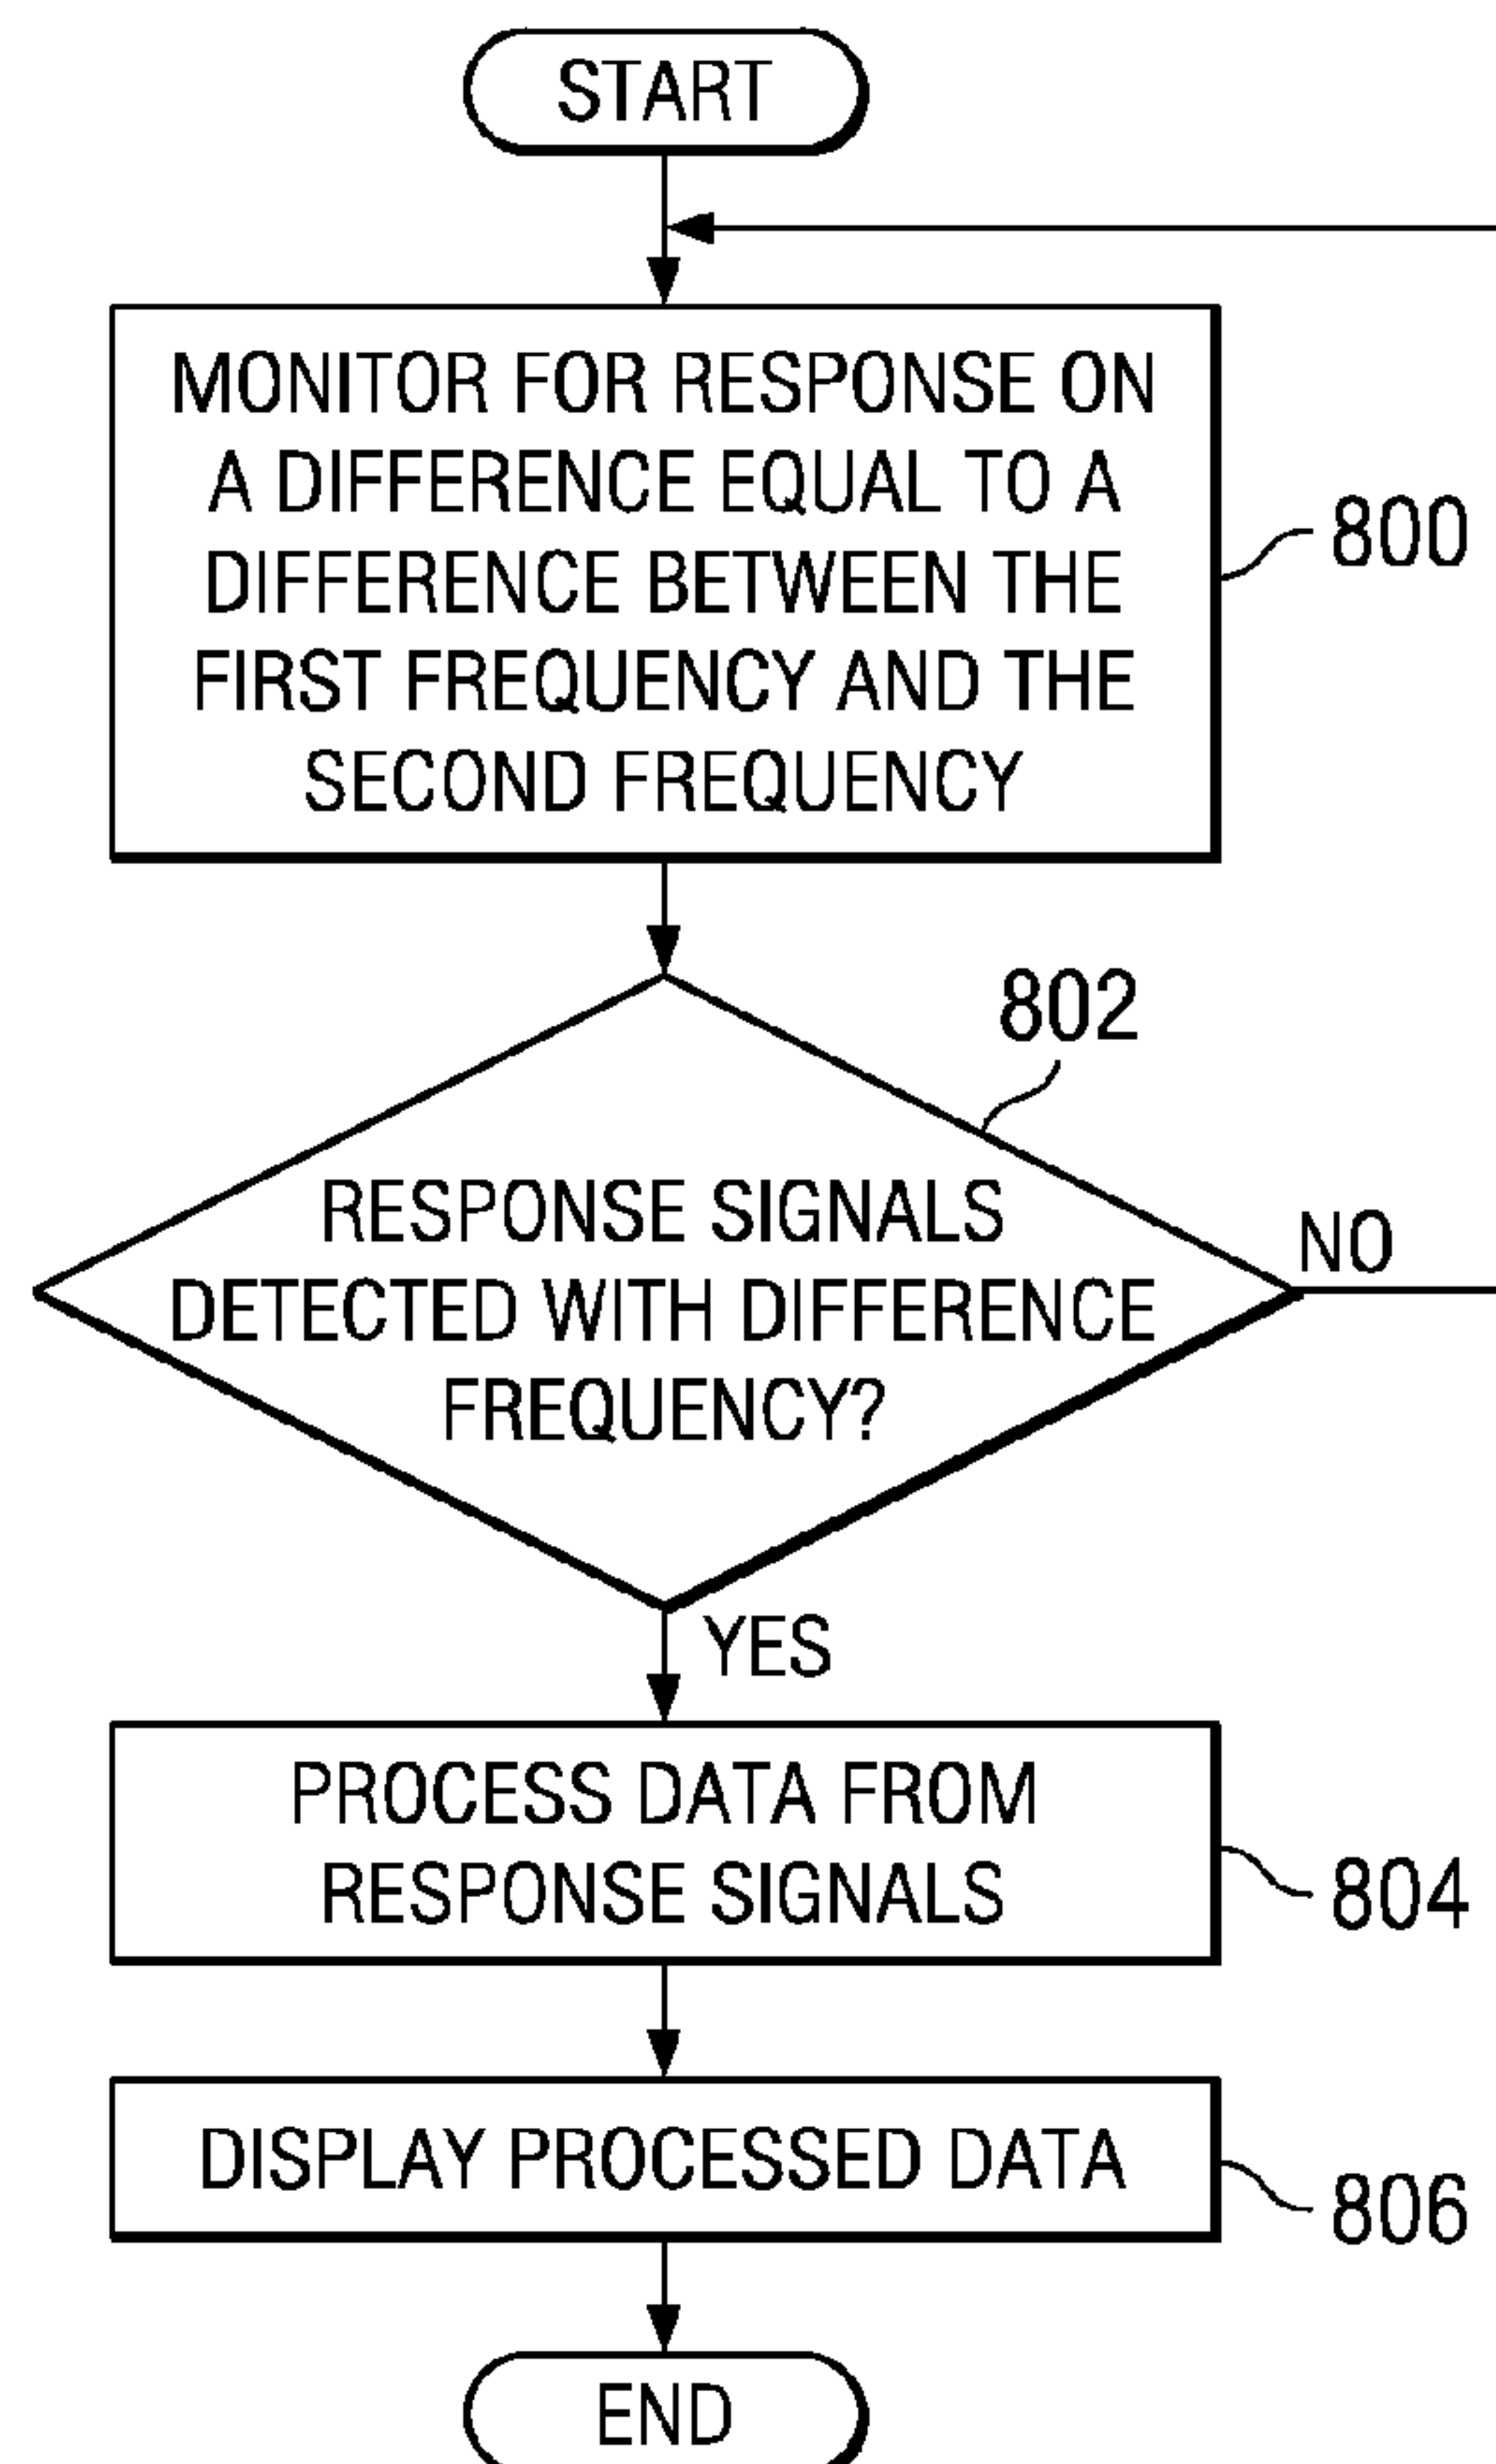 START
MONITOR FOR RESPONSE ON
A DIFFERENCE EQUAL TO A
DIFFERENCE BETWEEN THE
FIRST FREQUENCY AND THE
SECOND FREQUENCY
800
802
RESPONSE SIGNALS
DETECTED WITH DIFFERENCE
FREQUENCY?
NO
YES
PROCESS DATA FROM
RESPONSE SIGNALS
804
DISPLAY PROCESSED DATA
806
END